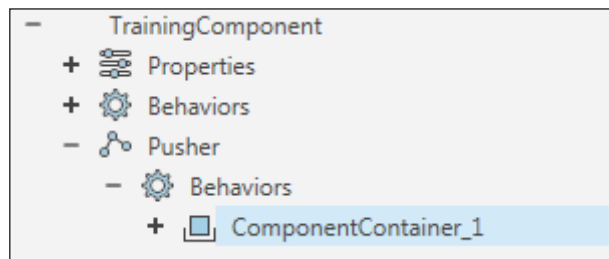 TrainingComponent
Properties
Behaviors
Pusher
Behaviors
ComponentContainer_1